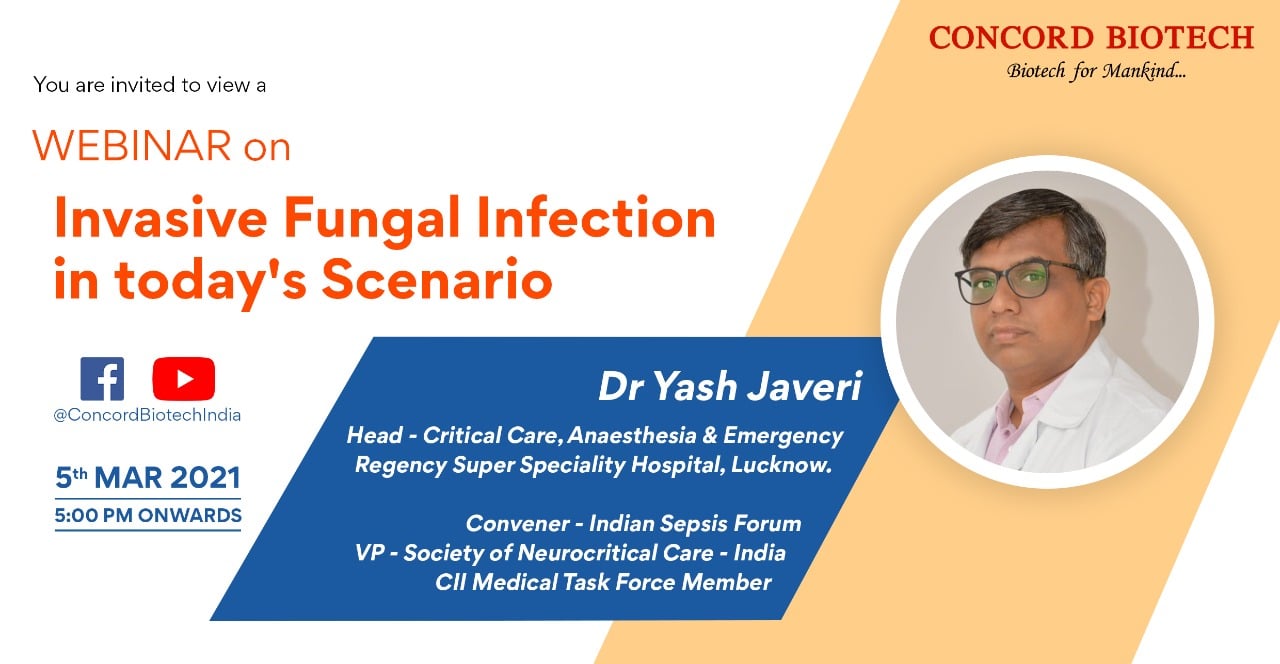 CONCORD BIOTECH
Biotech for Mankind...
You are invited to view a
WEBINAR on
Invasive Fungal Infection
in today's Scenario
@ConcordBiotechIndia
5th MAR 2021
5:00 PM ONWARDS
Dr Yash Javeri
Head - Critical Care, Anaesthesia & Emergency
Regency Super Speciality Hospital, Lucknow.
Convener - Indian Sepsis Forum
VP - Society of Neurocritical Care - India
CII Medical Task Force Member